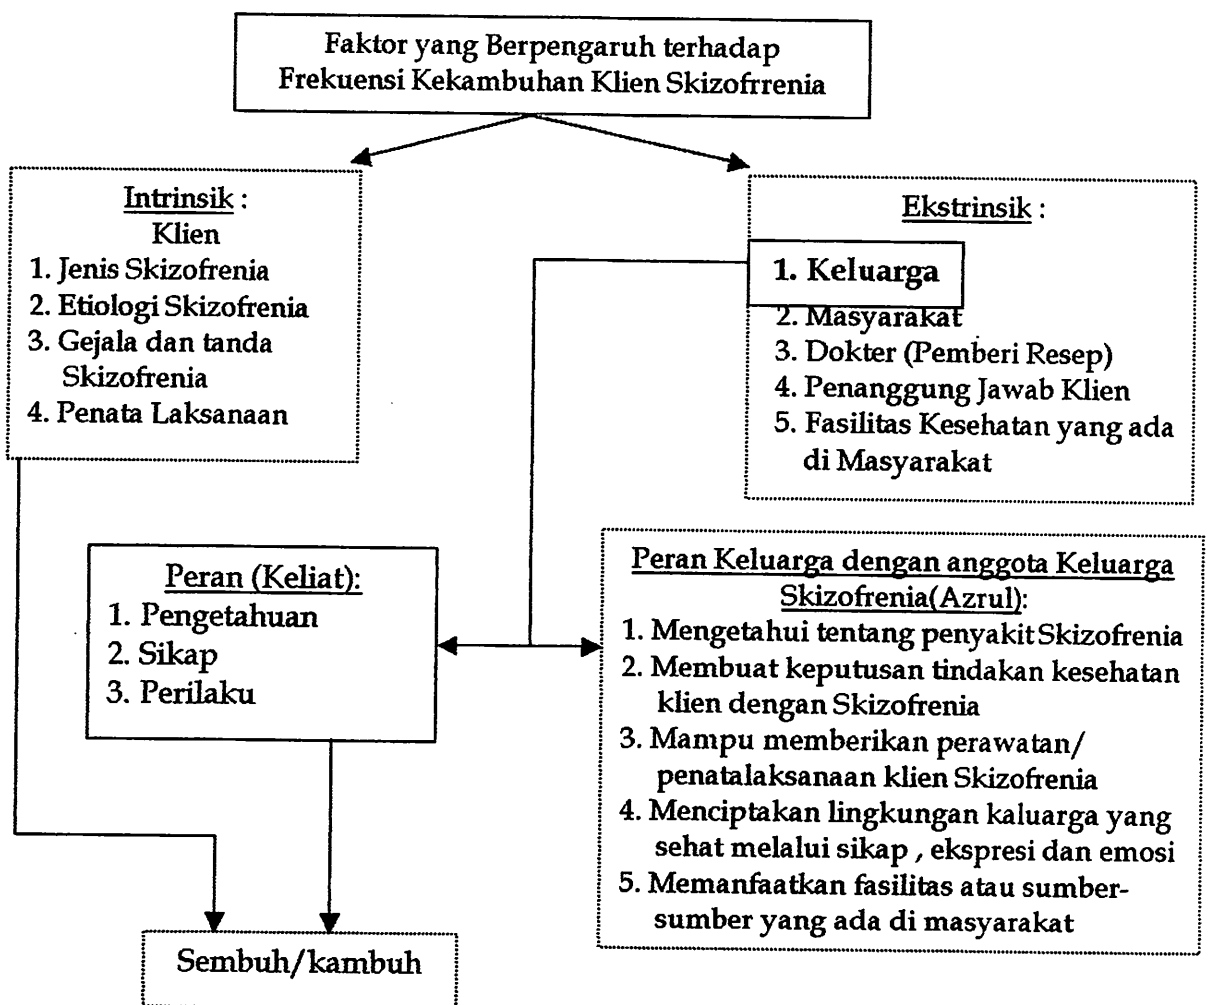 Faktor yang Berpengaruh terhadap
Frekuensi Kekambuhan Klien Skizofrrenia
Intrinsik :
Klien
1. Jenis Skizofrenia
2. Etiologi Skizofrenia
3. Gejala dan tanda
Skizofrenia
4. Penata Laksanaan
Ekstrinsik :
1. Keluarga
2. Masyarakat
3. Dokter (Pemberi Resep)
4. Penanggung Jawab Klien
5. Fasilitas Kesehatan yang ada
di Masyarakat
Peran (Keliat):
1. Pengetahuan
2. Sikap
3. Perilaku
Peran Keluarga dengan anggota Keluarga
Skizofrenia(Azrul):
1. Mengetahui tentang penyakit Skizofrenia
2. Membuat keputusan tindakan kesehatan
klien dengan Skizofrenia
3. Mampu memberikan perawatan/
penatalaksanaan klien Skizofrenia
4. Menciptakan lingkungan kaluarga yang
sehat melalui sikap , ekspresi dan emosi
5. Memanfaatkan fasilitas atau sumber-
sumber yang ada di masyarakat
Sembuh/kambuh